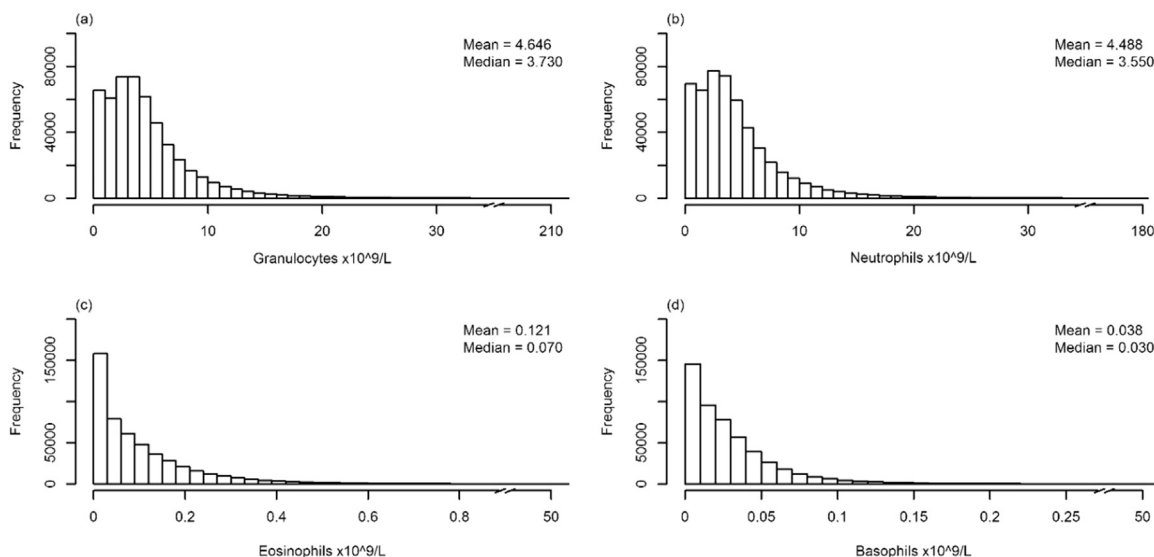 (a)
Mean = 4.646
Median = 3.730
Frequency
0 40000 80000
0 10 20 30 210
Granulocytes x10^9/L
(b)
Mean = 4.488
Median = 3.550
Frequency
0 40000 80000
0 10 20 30 180
Neutrophils x10^9/L
(c)
Mean = 0.121
Median = 0.070
Frequency
0 50000 150000
0 0.2 0.4 0.6 0.8 50
Eosinophils x10^9/L
(d)
Mean = 0.038
Median = 0.030
Frequency
0 50000 150000
0 0.05 0.1 0.15 0.2 0.25 50
Basophils x10^9/L